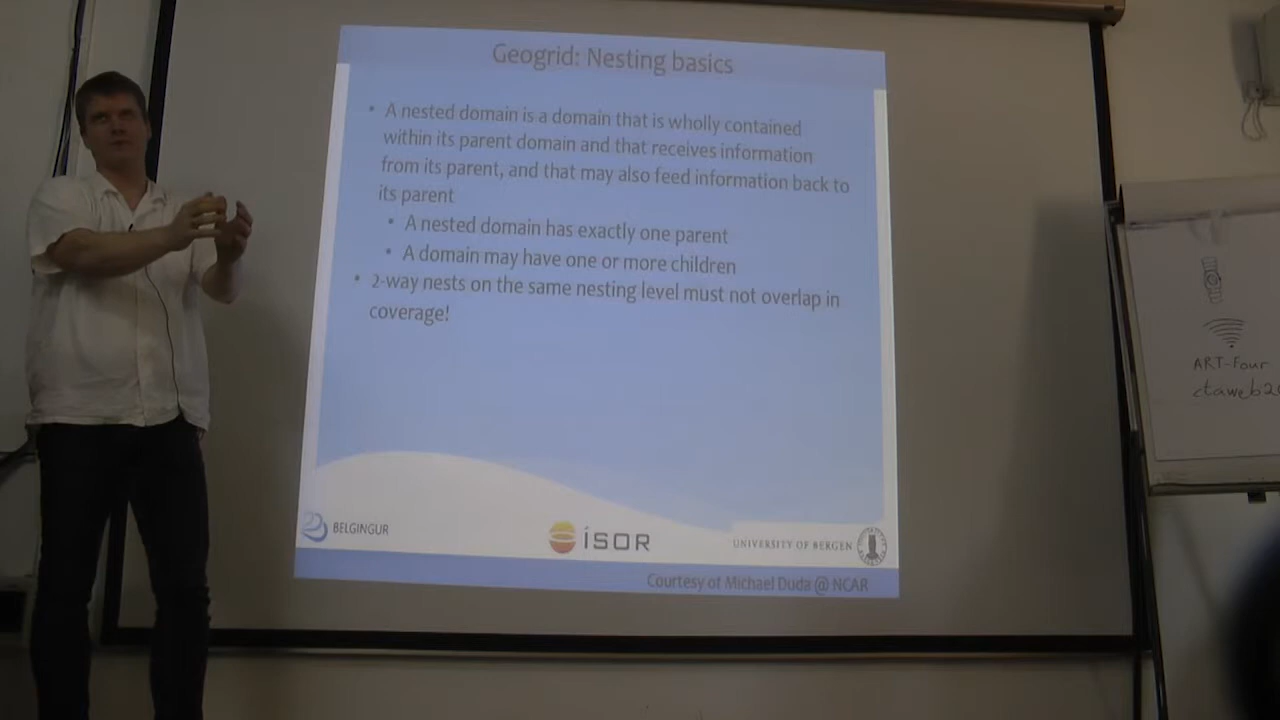 Geogrid: Nesting basics
• A nested domain is a domain that is wholly contained
within its parent domain and that receives information
from its parent, and that may also feed information back to
its parent
• A nested domain has exactly one parent
• A domain may have one or more children
• 2-way nests on the same nesting level must not overlap in
coverage!
BELGINGUR
ÍSOR
UNIVERSITY OF BERGEN
Courtesy of Michael Duda @ NCAR
ART-Four